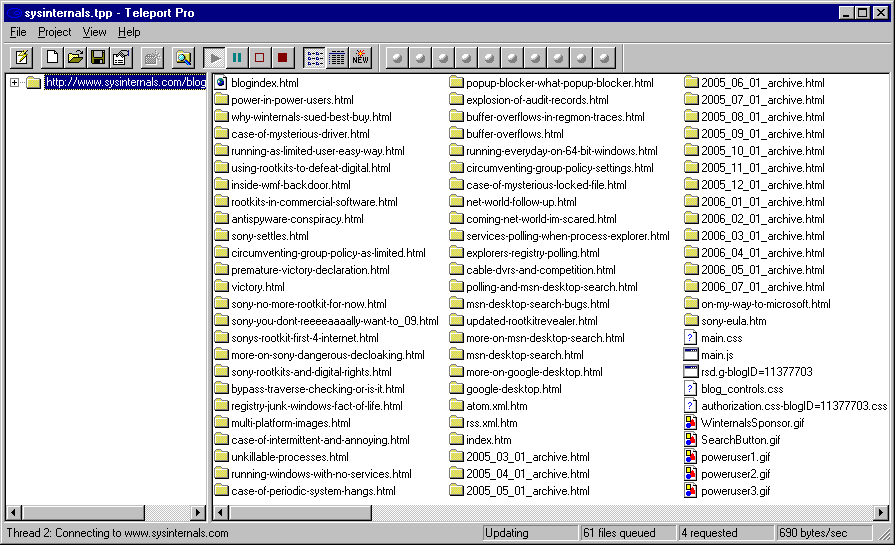 sysinternals.tpp - Teleport Pro
File Project View Help
NEW
http://www.sysinternals.com/blog
blogindex.html
power-in-power-users.html
why-winternals-sued-best-buy.html
case-of-mysterious-driver.html
running-as-limited-user-easy-way.html
using-rootkits-to-defeat-digital.html
inside-wmf-backdoor.html
rootkits-in-commercial-software.html
antispyware-conspiracy.html
sony-settles.html
circumventing-group-policy-as-limited.html
premature-victory-declaration.html
victory.html
sony-no-more-rootkit-for-now.html
sony-you-dont-reeeeaaaally-want-to_09.html
sonys-rootkit-first-4-internet.html
more-on-sony-dangerous-decloaking.html
sony-rootkits-and-digital-rights.html
bypass-traverse-checking-or-is-it.html
registry-junk-windows-fact-of-life.html
multi-platform-images.html
case-of-intermittent-and-annoying.html
unkillable-processes.html
running-windows-with-no-services.html
case-of-periodic-system-hangs.html
popup-blocker-what-popup-blocker.html
explosion-of-audit-records.html
buffer-overflows-in-regmon-traces.html
buffer-overflows.html
running-everyday-on-64-bit-windows.html
circumventing-group-policy-settings.html
case-of-mysterious-locked-file.html
net-world-follow-up.html
coming-net-world-im-scared.html
services-polling-when-process-explorer.html
explorers-registry-polling.html
cable-dvrs-and-competition.html
polling-and-msn-desktop-search.html
msn-desktop-search-bugs.html
updated-rootkitrevealer.html
more-on-msn-desktop-search.html
msn-desktop-search.html
more-on-google-desktop.html
google-desktop.html
atom.xml.htm
rss.xml.htm
index.htm
2005_03_01_archive.html
2005_04_01_archive.html
2005_05_01_archive.html
2005_06_01_archive.html
2005_07_01_archive.html
2005_08_01_archive.html
2005_09_01_archive.html
2005_10_01_archive.html
2005_11_01_archive.html
2005_12_01_archive.html
2006_01_01_archive.html
2006_02_01_archive.html
2006_03_01_archive.html
2006_04_01_archive.html
2006_05_01_archive.html
2006_07_01_archive.html
on-my-way-to-microsoft.html
sony-eula.htm
main.css
main.js
rsd.g-blogID=11377703
blog_controls.css
authorization.css-blogID=11377703.css
WinternalsSponsor.gif
SearchButton.gif
poweruser1.gif
poweruser2.gif
poweruser3.gif
Thread 2: Connecting to www.sysinternals.com
Updating
61 files queued
4 requested
690 bytes/sec